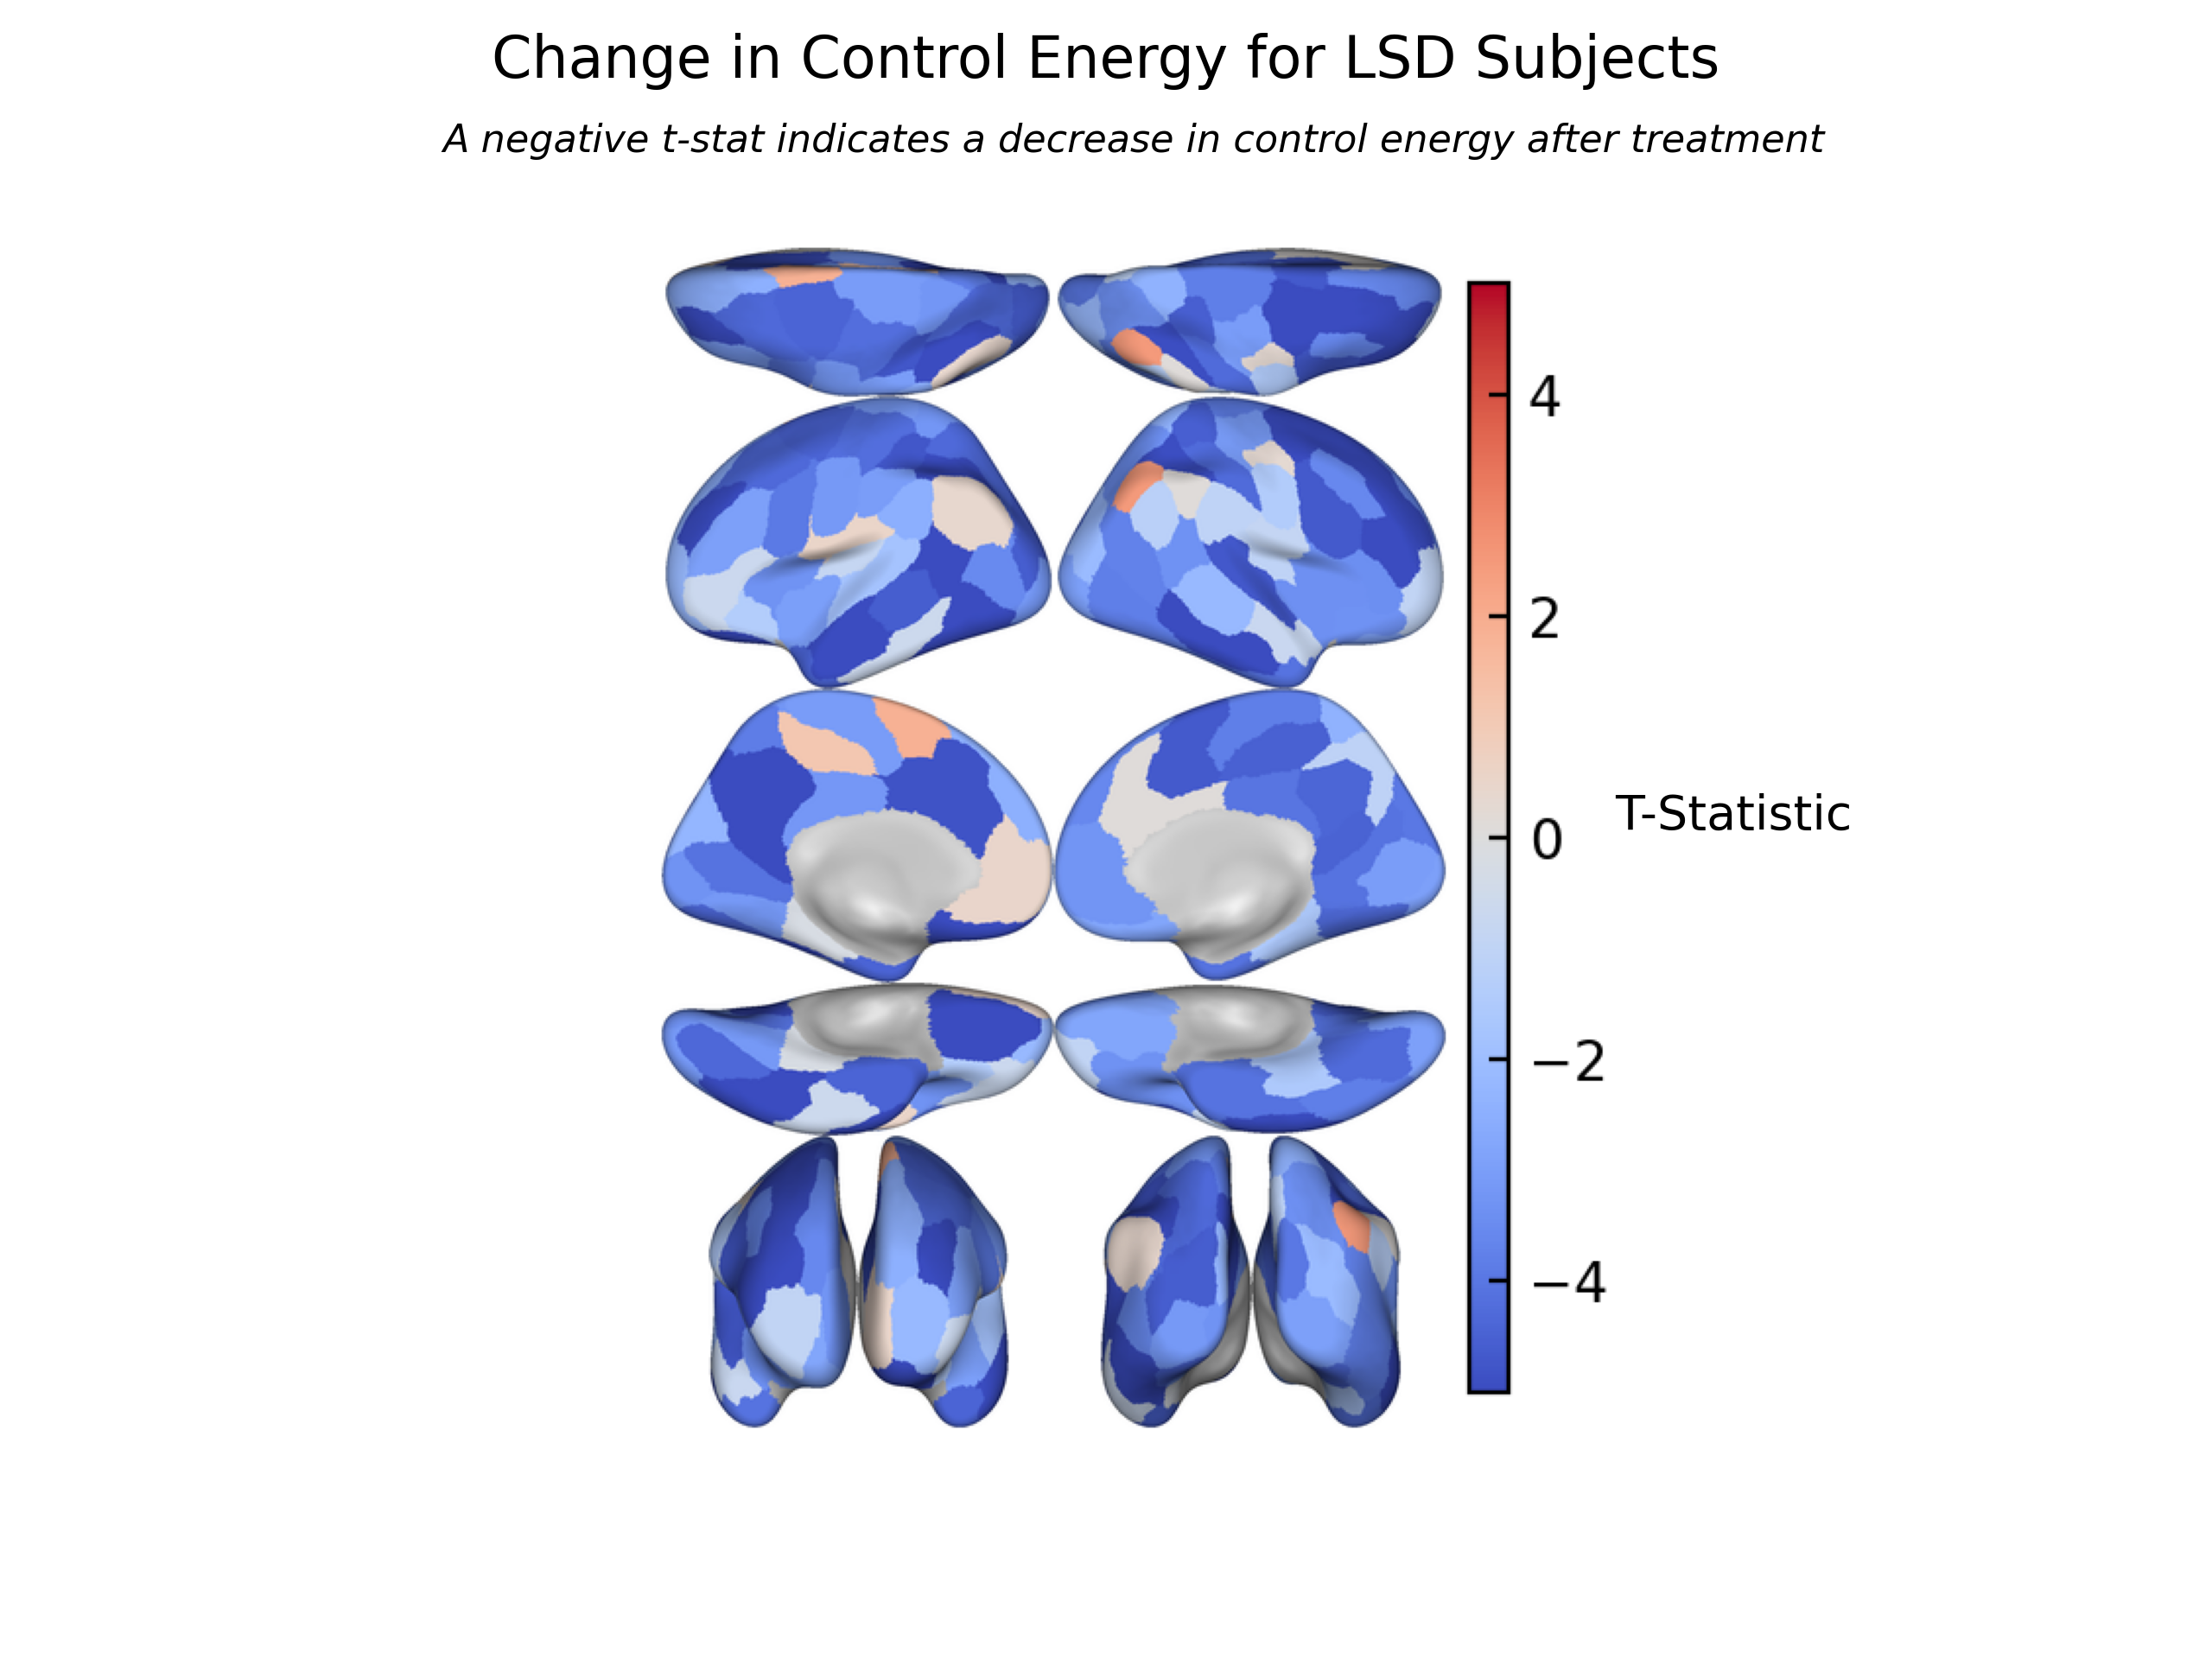 Change in Control Energy for LSD Subjects
A negative t-stat indicates a decrease in control energy after treatment
4
2
0
T-Statistic
−2
−4